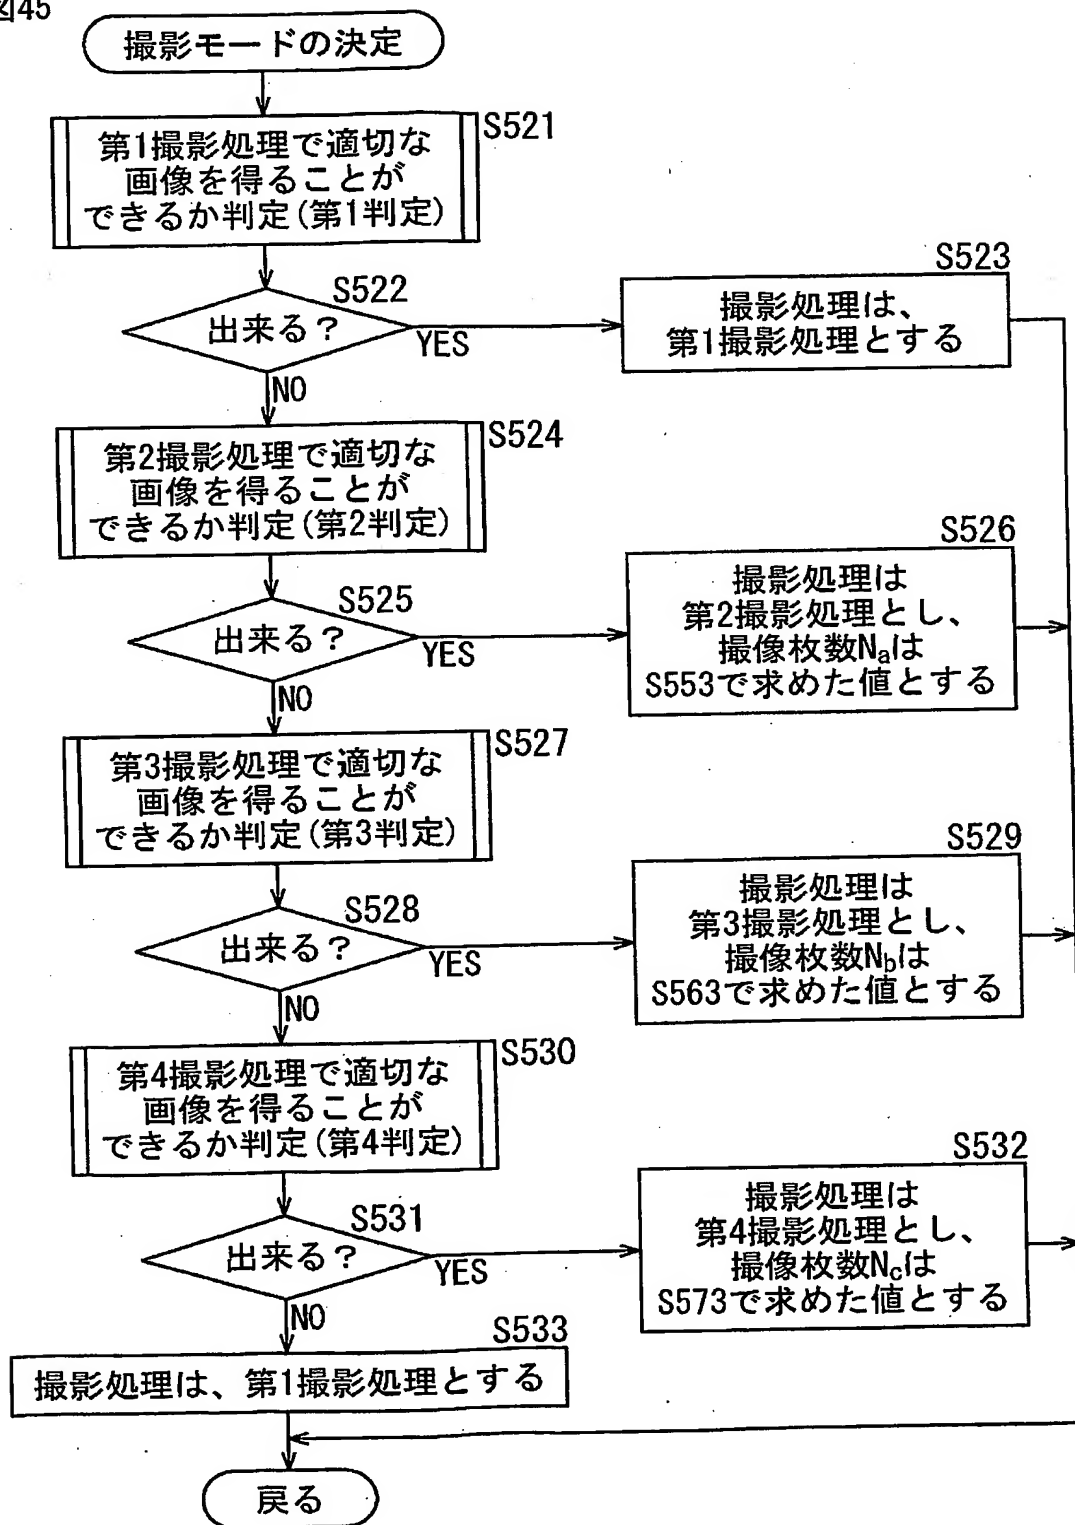 図45
撮影モードの決定
S521
第1撮影処理で適切な
画像を得ることが
できるか判定(第1判定)
S522
出来る?
YES
NO
S523
撮影処理は、
第1撮影処理とする
S524
第2撮影処理で適切な
画像を得ることが
できるか判定(第2判定)
S525
出来る?
YES
NO
S526
撮影処理は
第2撮影処理とし、
撮像枚数Naは
S553で求めた値とする
S527
第3撮影処理で適切な
画像を得ることが
できるか判定(第3判定)
S528
出来る?
YES
NO
S529
撮影処理は
第3撮影処理とし、
撮像枚数Nbは
S563で求めた値とする
S530
第4撮影処理で適切な
画像を得ることが
できるか判定(第4判定)
S531
出来る?
YES
NO
S532
撮影処理は
第4撮影処理とし、
撮像枚数Ncは
S573で求めた値とする
S533
撮影処理は、第1撮影処理とする
戻る